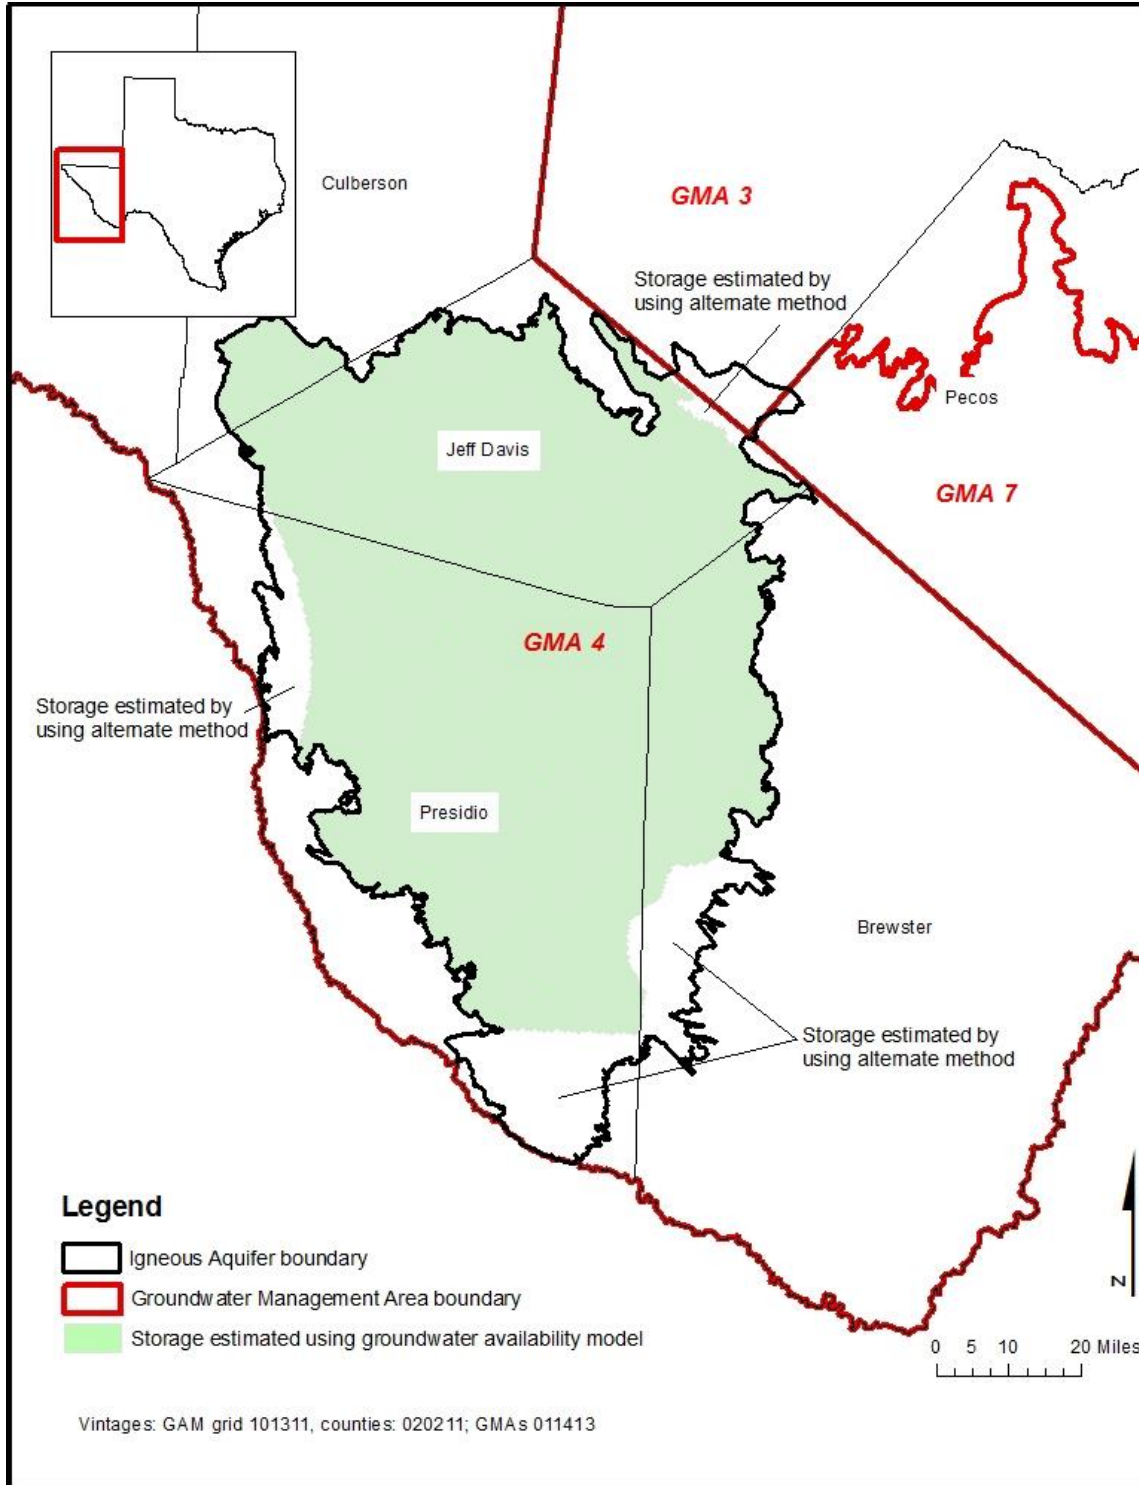 Culberson
GMA 3
Storage estimated by
using alternate method
Pecos
Jeff Davis
GMA 7
GMA 4
Storage estimated by
using alternate method
Presidio
Brewster
Storage estimated by
using alternate method
Legend
Igneous Aquifer boundary
Groundwater Management Area boundary
Storage estimated using groundwater availability model
N
0 5 10 20 Miles
Vintages: GAM grid 101311, counties: 020211; GMAs 011413